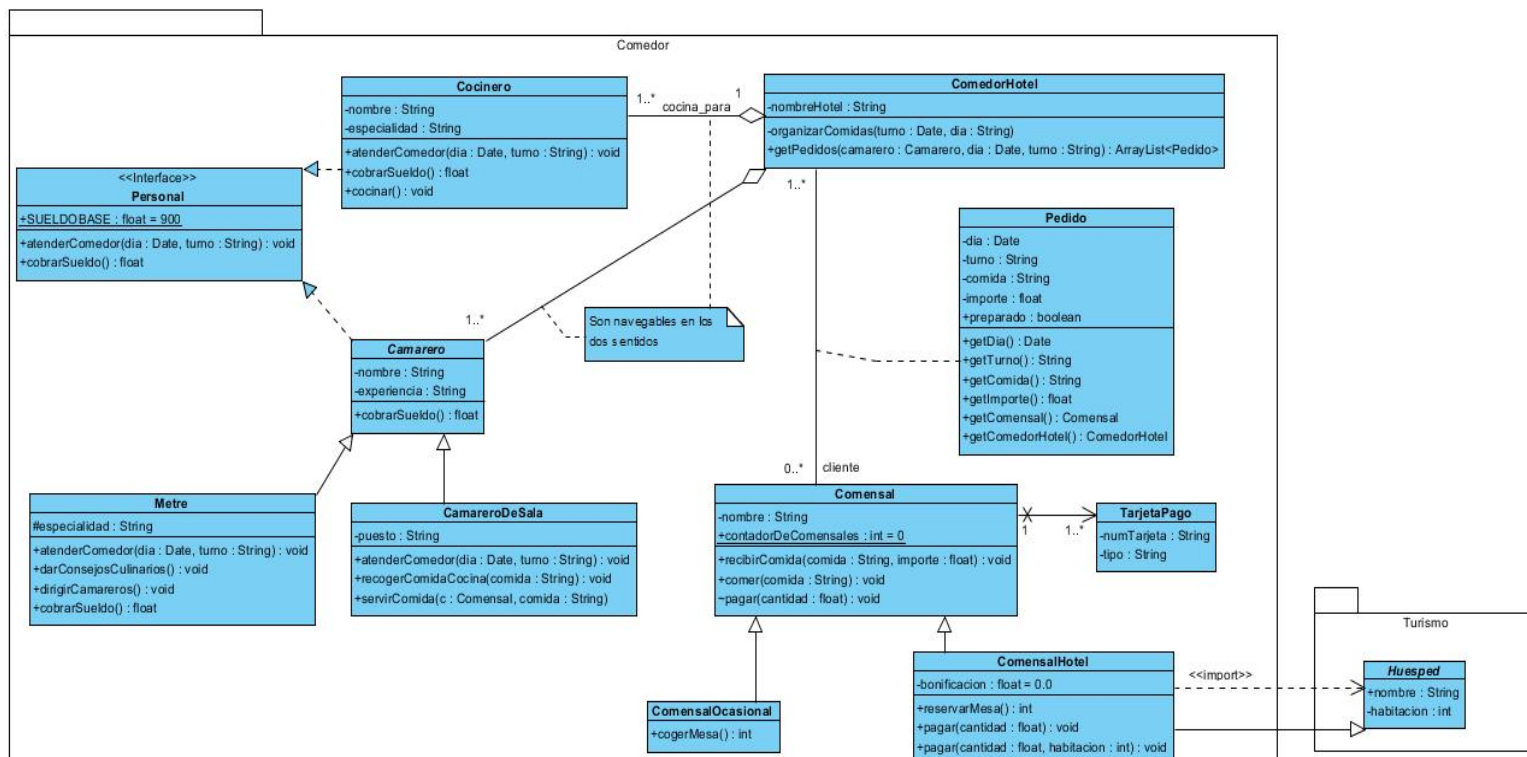 Comedor
Cocinero
-nombre : String
-especialidad : String
+atenderComedor(dia : Date, turno : String) : void
+cobrarSueldo() : float
+cocinar() : void
1..*
cocina_para
1
ComedorHotel
-nombreHotel : String
-organizarComidas(turno : Date, dia : String)
+getPedidos(camarero : Camarero, dia : Date, turno : String) : ArrayList<Pedido>
<<Interface>>
Personal
+SUELDOBASE : float = 900
+atenderComedor(dia : Date, turno : String) : void
+cobrarSueldo() : float
1..*
Pedido
-dia : Date
-turno : String
-comida : String
-importe : float
+preparado : boolean
+getDia() : Date
+getTurno() : String
+getComida() : String
+getImporte() : float
+getComensal() : Comensal
+getComedorHotel() : ComedorHotel
1..*
Son navegables en los
dos sentidos
Camarero
-nombre : String
-experiencia : String
+cobrarSueldo() : float
0..*
cliente
Metre
#especialidad : String
+atenderComedor(dia : Date, turno : String) : void
+darConsejosCulinarios() : void
+dirigirCamareros() : void
+cobrarSueldo() : float
CamareroDeSala
-puesto : String
+atenderComedor(dia : Date, turno : String) : void
+recogerComidaCocina(comida : String) : void
+servirComida(c : Comensal, comida : String)
Comensal
-nombre : String
+contadorDeComensales : int = 0
+recibirComida(comida : String, importe : float) : void
+comer(comida : String) : void
~pagar(cantidad : float) : void
1
1..*
TarjetaPago
-numTarjeta : String
-tipo : String
Turismo
ComensalOcasional
+cogerMesa() : int
ComensalHotel
-bonificacion : float = 0.0
+reservarMesa() : int
+pagar(cantidad : float) : void
+pagar(cantidad : float, habitacion : int) : void
<<import>>
Huesped
+nombre : String
-habitacion : int